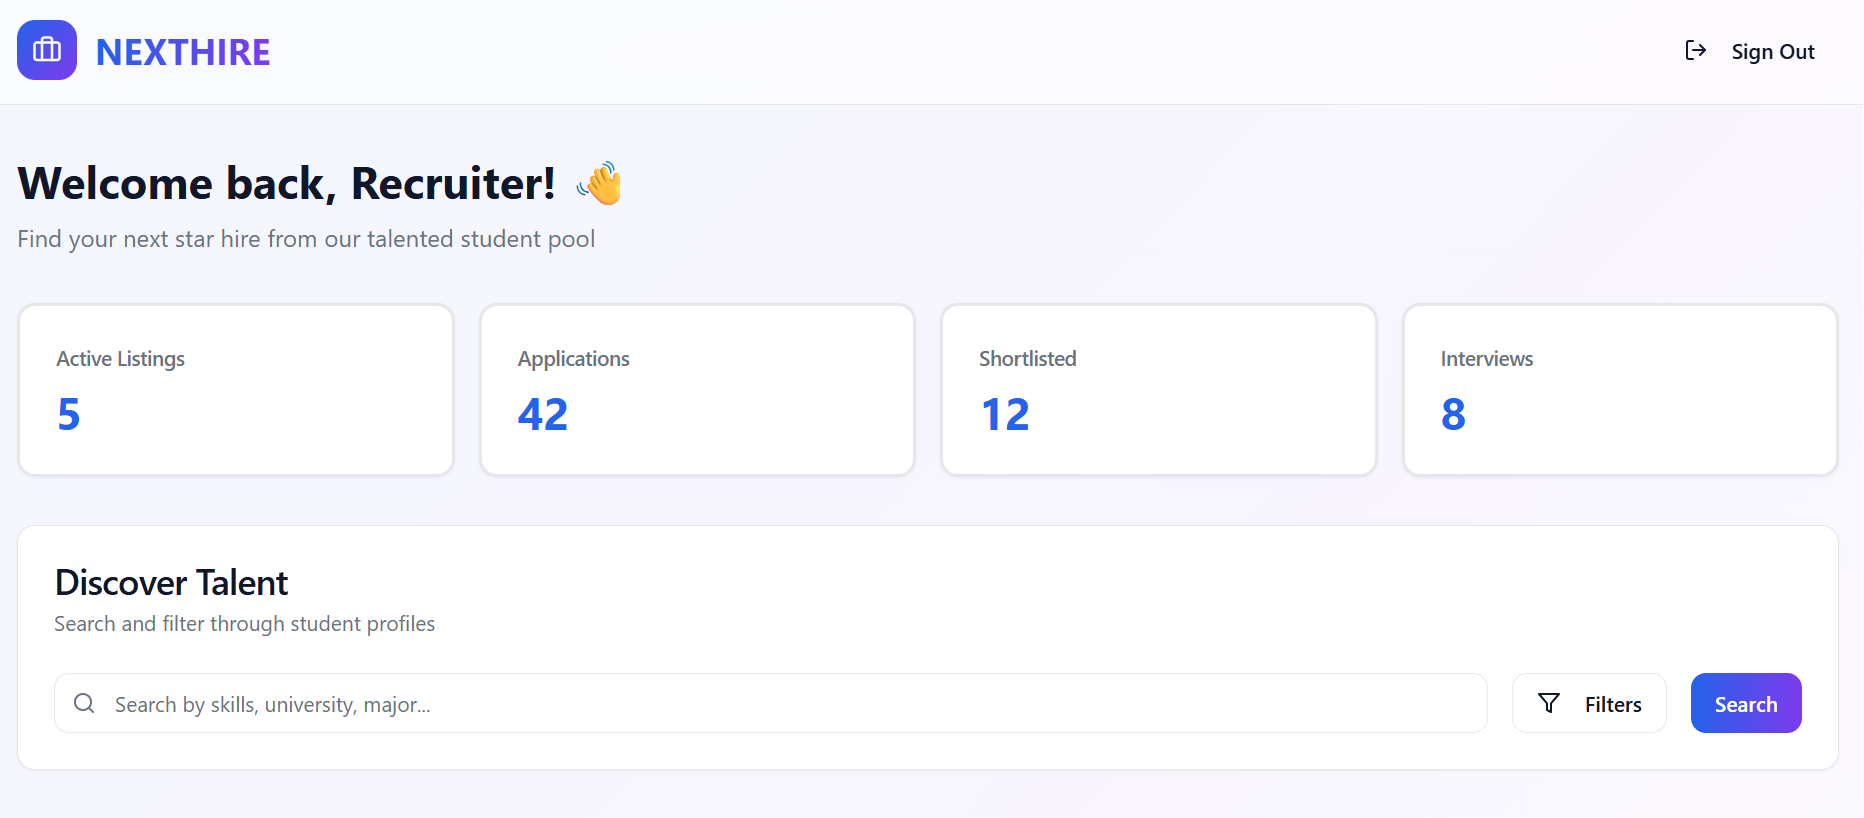 NEXTHIRE
Sign Out
Welcome back, Recruiter! 👋
Find your next star hire from our talented student pool
Active Listings
5
Applications
42
Shortlisted
12
Interviews
8
Discover Talent
Search and filter through student profiles
Search by skills, university, major...
Filters
Search